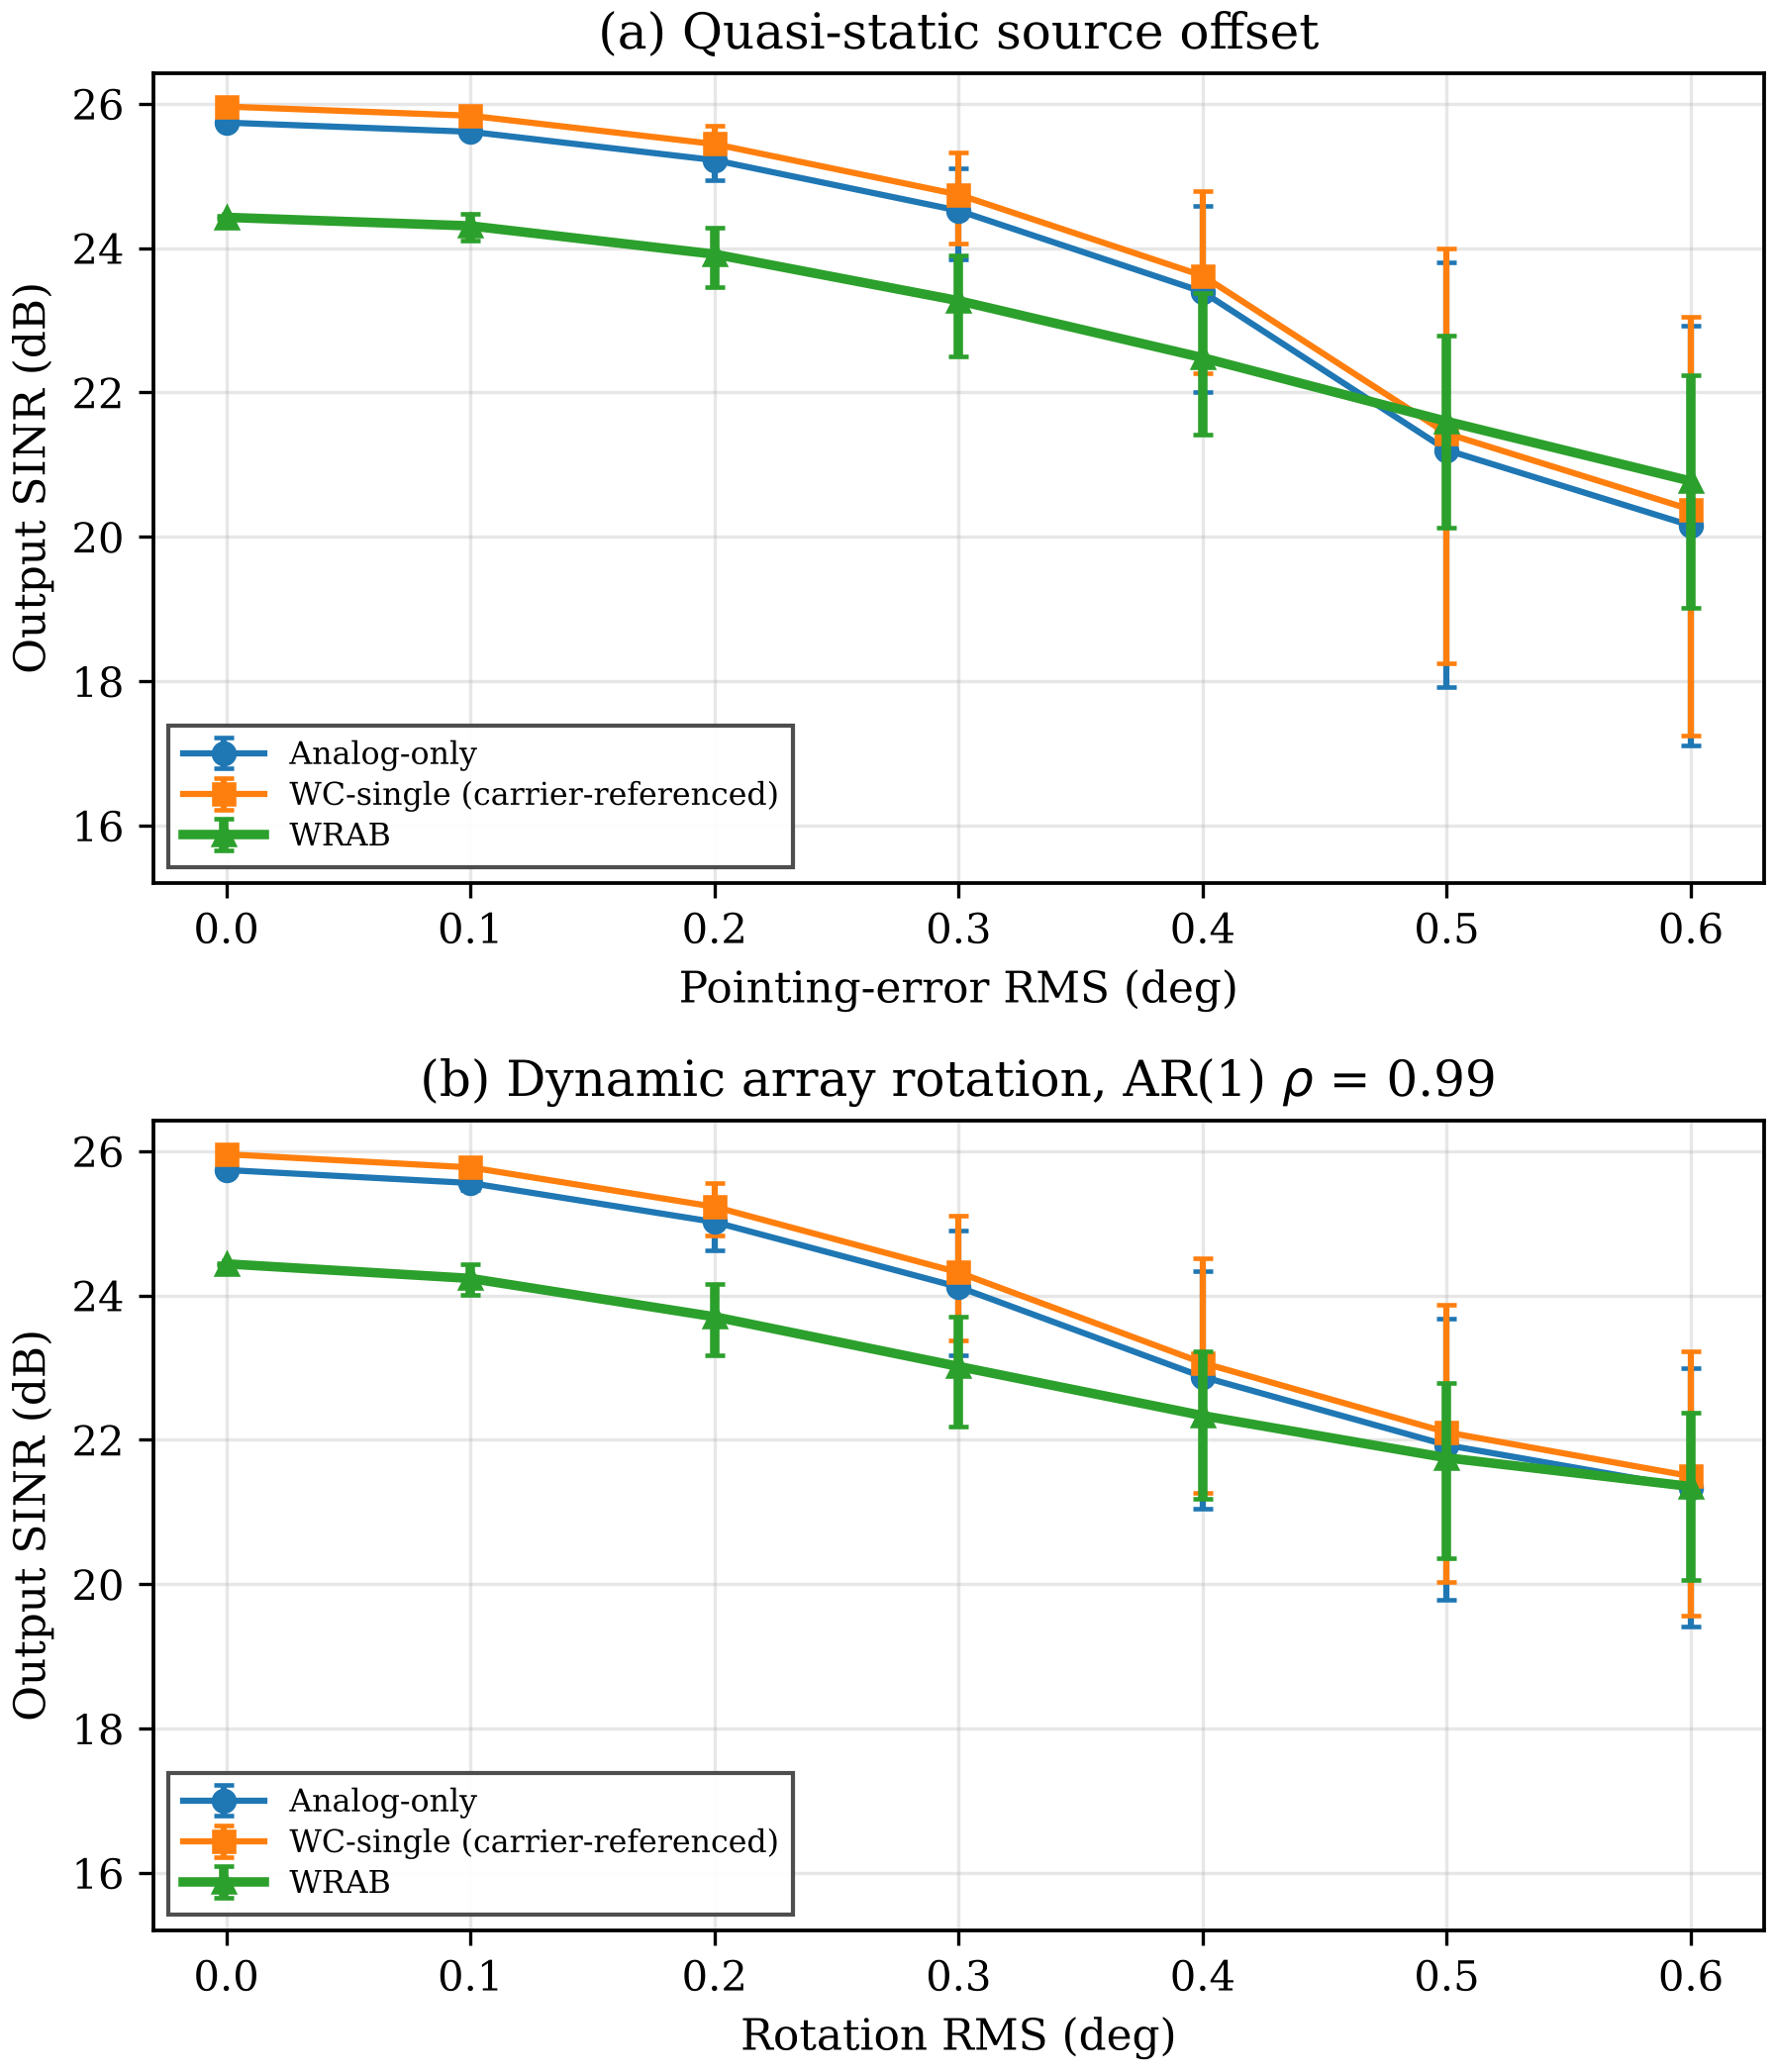 (a) Quasi-static source offset
Output SINR (dB)
26
24
22
20
18
16
Analog-only
WC-single (carrier-referenced)
WRAB
0.0 0.1 0.2 0.3 0.4 0.5 0.6
Pointing-error RMS (deg)
(b) Dynamic array rotation, AR(1) ρ = 0.99
Output SINR (dB)
26
24
22
20
18
16
Analog-only
WC-single (carrier-referenced)
WRAB
0.0 0.1 0.2 0.3 0.4 0.5 0.6
Rotation RMS (deg)